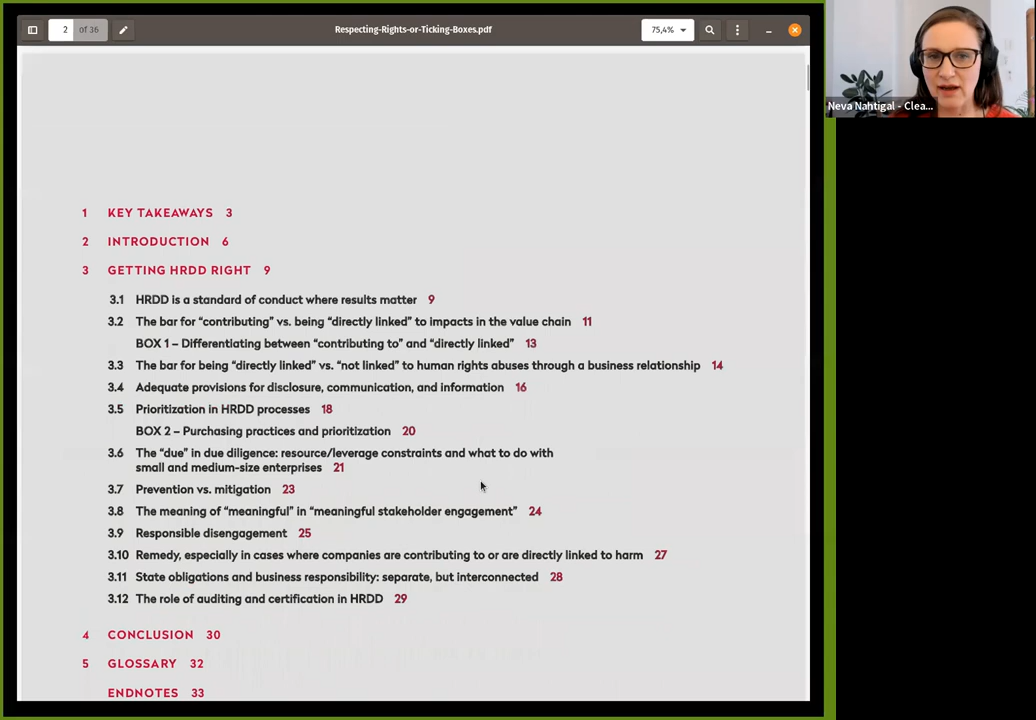 2 of 36
Respecting-Rights-or-Ticking-Boxes.pdf
75,4%
Neva Nahtigal - Clea...
1 KEY TAKEAWAYS 3
2 INTRODUCTION 6
3 GETTING HRDD RIGHT 9
3.1 HRDD is a standard of conduct where results matter 9
3.2 The bar for “contributing” vs. being “directly linked” to impacts in the value chain 11
BOX 1 – Differentiating between “contributing to” and “directly linked” 13
3.3 The bar for being “directly linked” vs. “not linked” to human rights abuses through a business relationship 14
3.4 Adequate provisions for disclosure, communication, and information 16
3.5 Prioritization in HRDD processes 18
BOX 2 – Purchasing practices and prioritization 20
3.6 The “due” in due diligence: resource/leverage constraints and what to do with
small and medium-size enterprises 21
3.7 Prevention vs. mitigation 23
3.8 The meaning of “meaningful” in “meaningful stakeholder engagement” 24
3.9 Responsible disengagement 25
3.10 Remedy, especially in cases where companies are contributing to or are directly linked to harm 27
3.11 State obligations and business responsibility: separate, but interconnected 28
3.12 The role of auditing and certification in HRDD 29
4 CONCLUSION 30
5 GLOSSARY 32
ENDNOTES 33